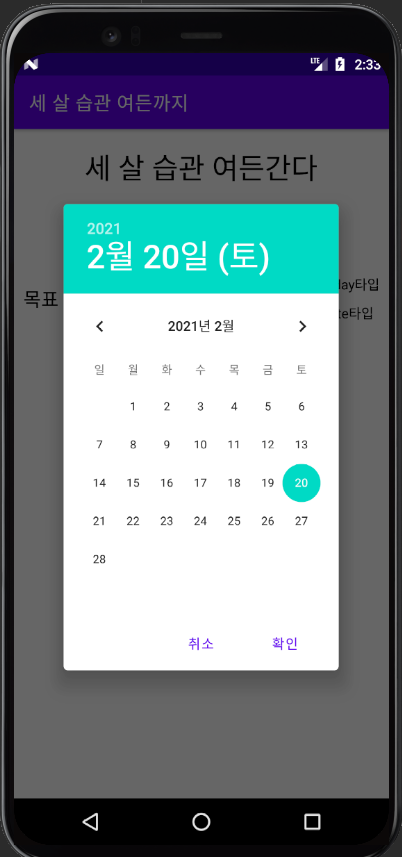 LTE 2:33
세 살 습관 여든까지
세 살 습관 여든간다
2021
2월 20일 (토)
목표
day타입
te타입
2021년 2월
일 월 화 수 목 금 토
1 2 3 4 5 6
7 8 9 10 11 12 13
14 15 16 17 18 19 20
21 22 23 24 25 26 27
28
취소 확인